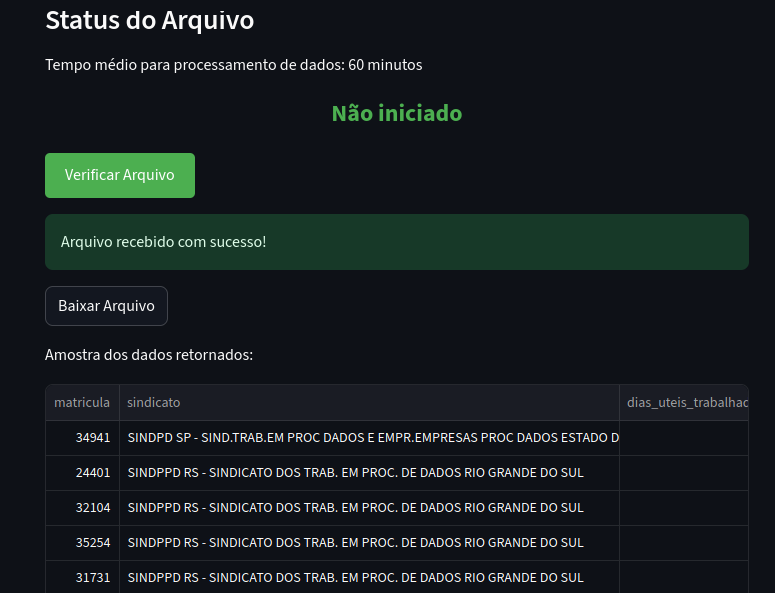 Status do Arquivo
Tempo médio para processamento de dados: 60 minutos
Não iniciado
Verificar Arquivo
Arquivo recebido com sucesso!
Baixar Arquivo
Amostra dos dados retornados:
matricula sindicato dias_uteis_trabalhac
34941 SINDPD SP - SIND.TRAB.EM PROC DADOS E EMPR.EMPRESAS PROC DADOS ESTADO D
24401 SINDPPD RS - SINDICATO DOS TRAB. EM PROC. DE DADOS RIO GRANDE DO SUL
32104 SINDPPD RS - SINDICATO DOS TRAB. EM PROC. DE DADOS RIO GRANDE DO SUL
35254 SINDPPD RS - SINDICATO DOS TRAB. EM PROC. DE DADOS RIO GRANDE DO SUL
31731 SINDPPD RS - SINDICATO DOS TRAB. EM PROC. DE DADOS RIO GRANDE DO SUL